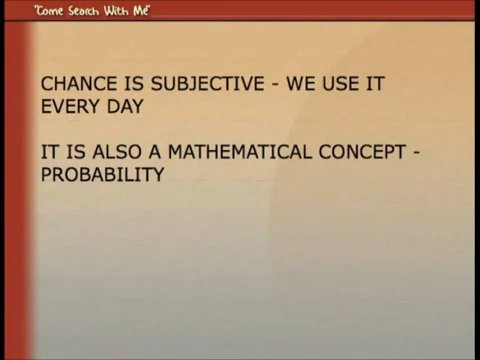 "Come Search With Me"
CHANCE IS SUBJECTIVE - WE USE IT
EVERY DAY
IT IS ALSO A MATHEMATICAL CONCEPT -
PROBABILITY